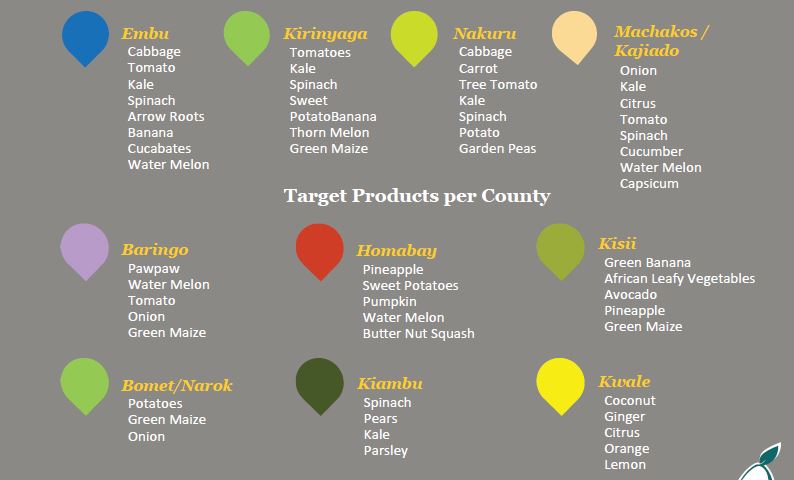 Embu
Cabbage
Tomato
Kale
Spinach
Arrow Roots
Banana
Cucabates
Water Melon
Kirinyaga
Tomatoes
Kale
Spinach
Sweet
PotatoBanana
Thorn Melon
Green Maize
Nakuru
Cabbage
Carrot
Tree Tomato
Kale
Spinach
Potato
Garden Peas
Machakos /
Kajiado
Onion
Kale
Citrus
Tomato
Spinach
Cucumber
Water Melon
Capsicum
Target Products per County
Baringo
Pawpaw
Water Melon
Tomato
Onion
Green Maize
Homabay
Pineapple
Sweet Potatoes
Pumpkin
Water Melon
Butter Nut Squash
Kisii
Green Banana
African Leafy Vegetables
Avocado
Pineapple
Green Maize
Bomet/Narok
Potatoes
Green Maize
Onion
Kiambu
Spinach
Pears
Kale
Parsley
Kwale
Coconut
Ginger
Citrus
Orange
Lemon